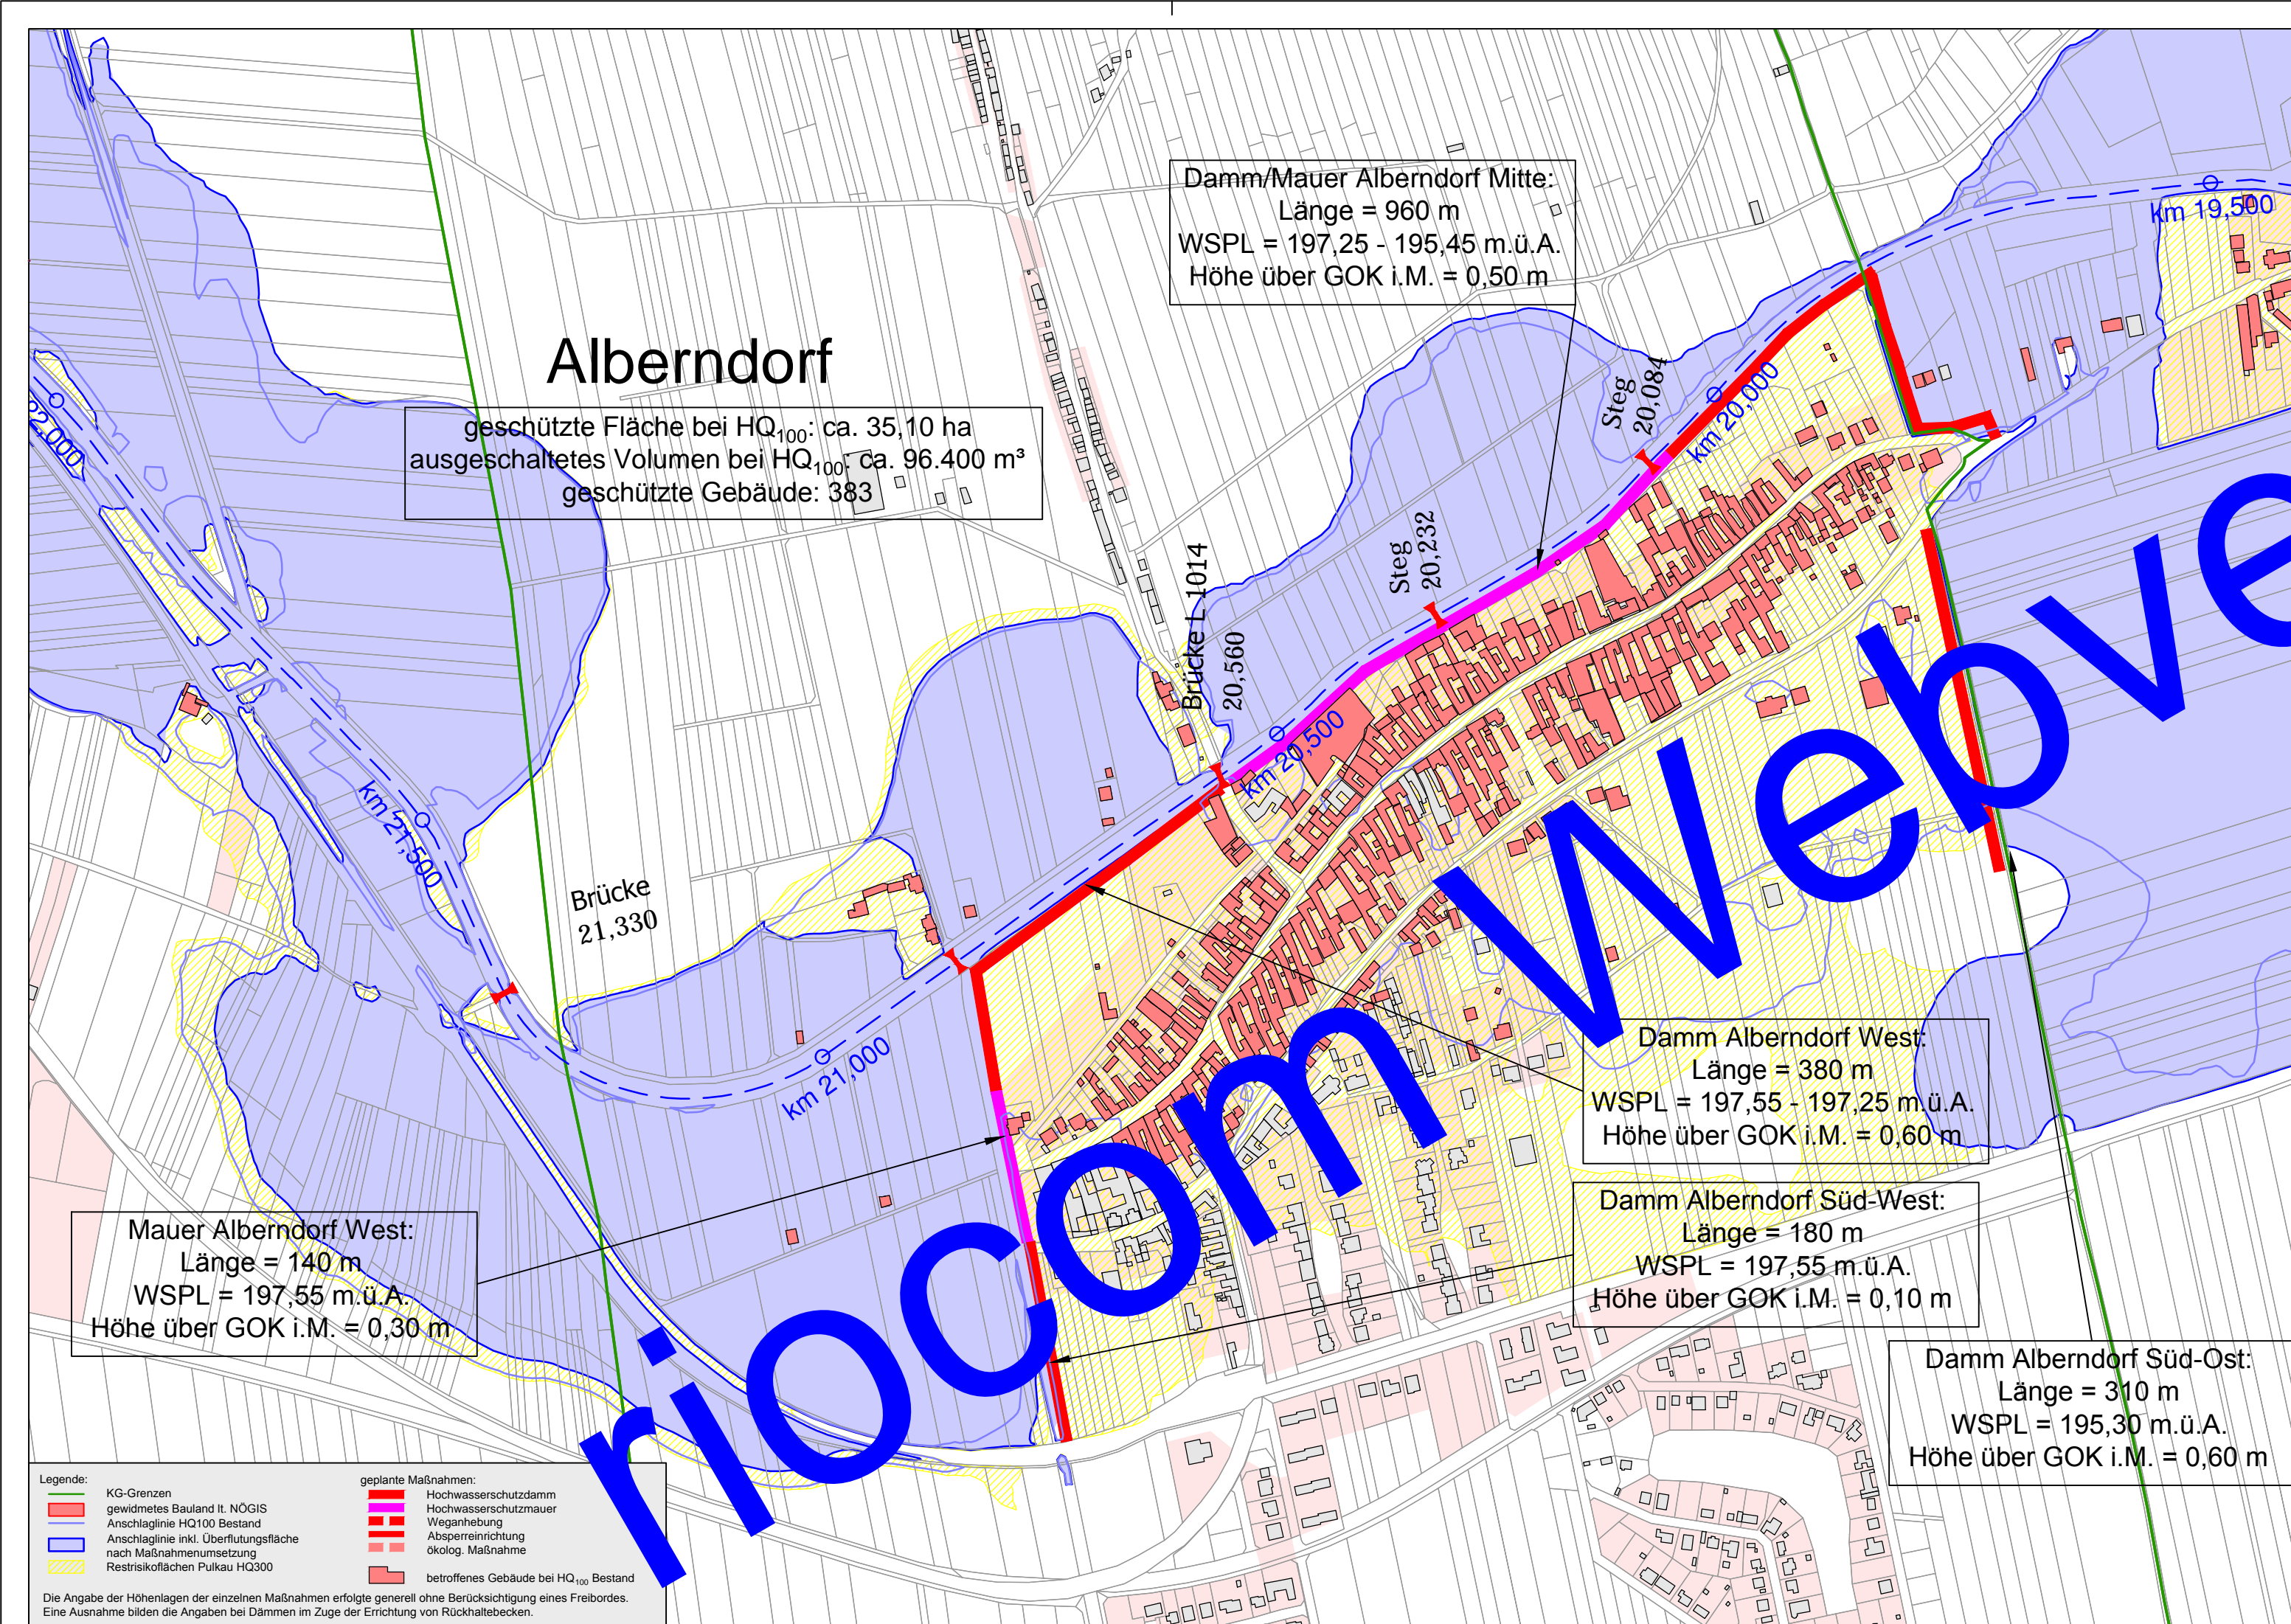 Damm/Mauer Alberndorf Mitte:
Länge = 960 m
WSPL = 197,25 - 195,45 m.ü.A.
Höhe über GOK i.M. = 0,50 m
km 19,500
Alberndorf
geschützte Fläche bei HQ100: ca. 35,10 ha
ausgeschaltetes Volumen bei HQ100: ca. 96.400 m³
geschützte Gebäude: 383
22,000
Steg
20,084
km 20,000
Steg
20,232
Brücke L 1014
20,560
km 20,500
km 21,500
Brücke
21,330
km 21,000
riocom Webve
Damm Alberndorf West:
Länge = 380 m
WSPL = 197,55 - 197,25 m.ü.A.
Höhe über GOK i.M. = 0,60 m
Mauer Alberndorf West:
Länge = 140 m
WSPL = 197,55 m.ü.A.
Höhe über GOK i.M. = 0,30 m
Damm Alberndorf Süd-West:
Länge = 180 m
WSPL = 197,55 m.ü.A.
Höhe über GOK i.M. = 0,10 m
Damm Alberndorf Süd-Ost:
Länge = 310 m
WSPL = 195,30 m.ü.A.
Höhe über GOK i.M. = 0,60 m
Legende:
KG-Grenzen
gewidmetes Bauland lt. NÖGIS
Anschlaglinie HQ100 Bestand
Anschlaglinie inkl. Überflutungsfläche
nach Maßnahmenumsetzung
Restrisikoflächen Pulkau HQ300
geplante Maßnahmen:
Hochwasserschutzdamm
Hochwasserschutzmauer
Weganhebung
Absperreinrichtung
ökolog. Maßnahme
betroffenes Gebäude bei HQ100 Bestand
Die Angabe der Höhenlagen der einzelnen Maßnahmen erfolgte generell ohne Berücksichtigung eines Freibordes.
Eine Ausnahme bilden die Angaben bei Dämmen im Zuge der Errichtung von Rückhaltebecken.